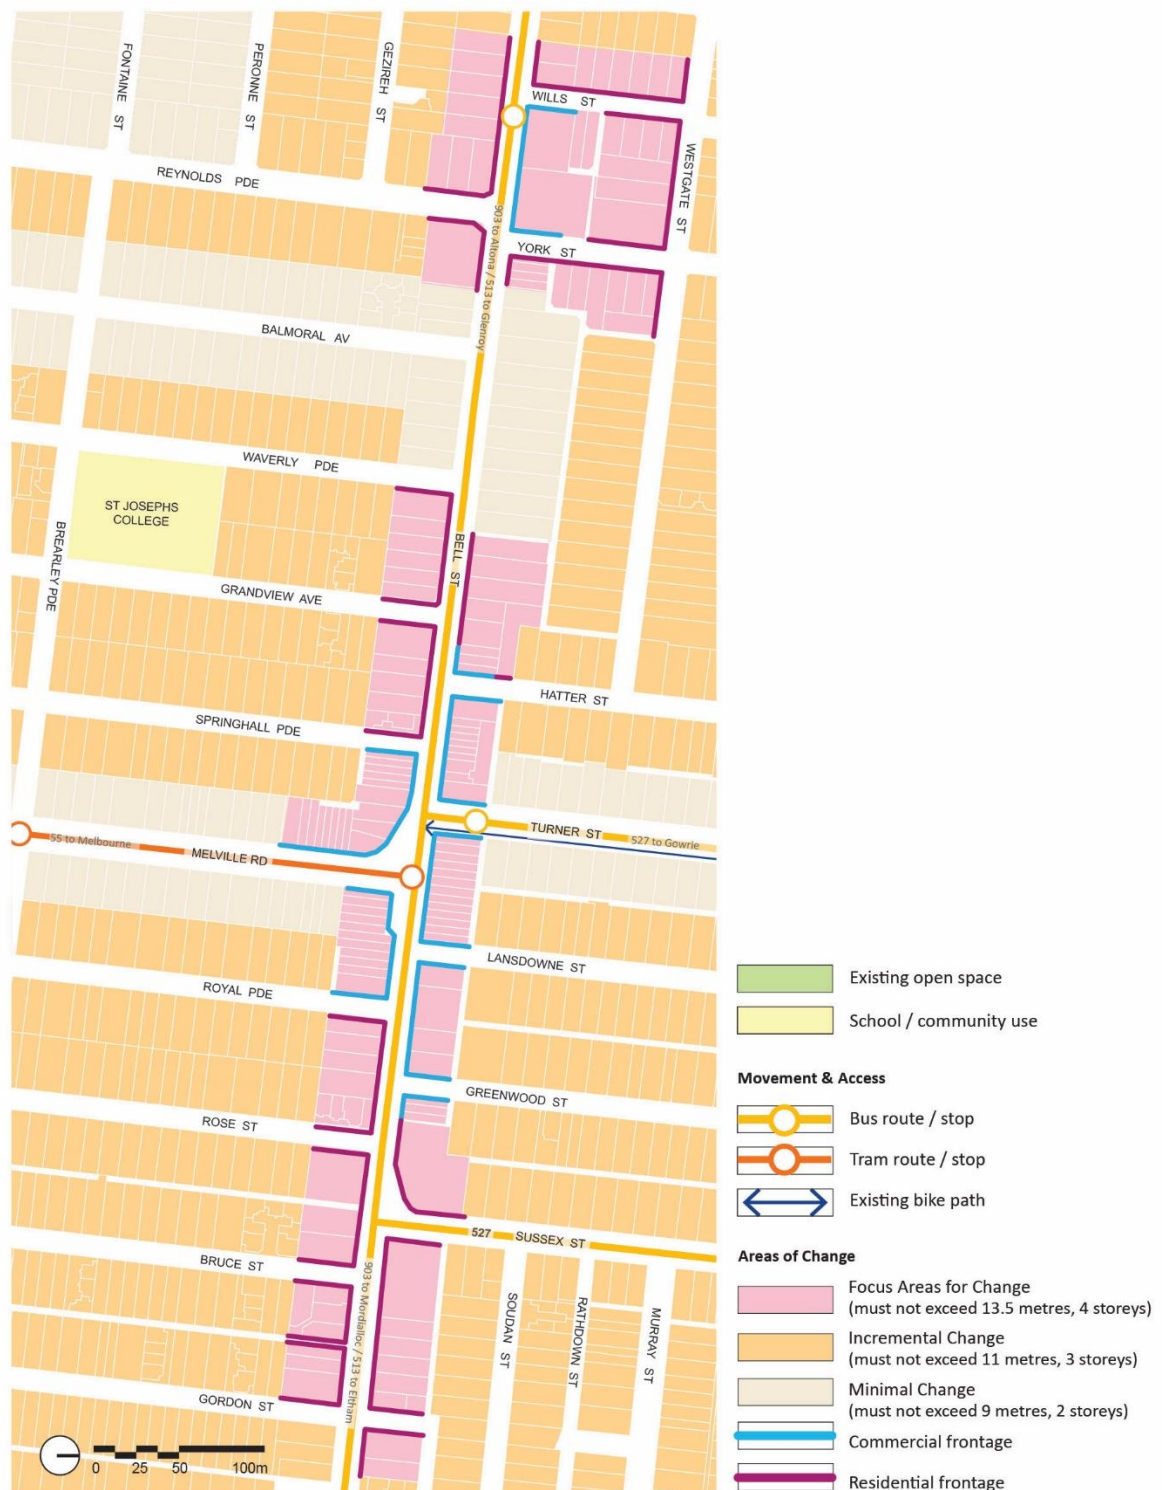 FONTAINE ST
PERONNE ST
GEZIREH ST
WILLS ST
WESTGATE ST
REYNOLDS PDE
903 to Altona / 513 to Glenroy
YORK ST
BALMORAL AV
WAVERLY PDE
ST JOSEPHS
COLLEGE
BREARLEY PDE
BELL ST
GRANDVIEW AVE
HATTER ST
SPRINGHALL PDE
TURNER ST
527 to Gowrie
55 to Melbourne
MELVILLE RD
LANSDOWNE ST
ROYAL PDE
GREENWOOD ST
ROSE ST
527 SUSSEX ST
BRUCE ST
903 to Mordialloc / 513 to Eltham
SOUDAN ST
RATHDOWN ST
MURRAY ST
GORDON ST
0 25 50 100m
Existing open space
School / community use
Movement & Access
Bus route / stop
Tram route / stop
Existing bike path
Areas of Change
Focus Areas for Change
(must not exceed 13.5 metres, 4 storeys)
Incremental Change
(must not exceed 11 metres, 3 storeys)
Minimal Change
(must not exceed 9 metres, 2 storeys)
Commercial frontage
Residential frontage